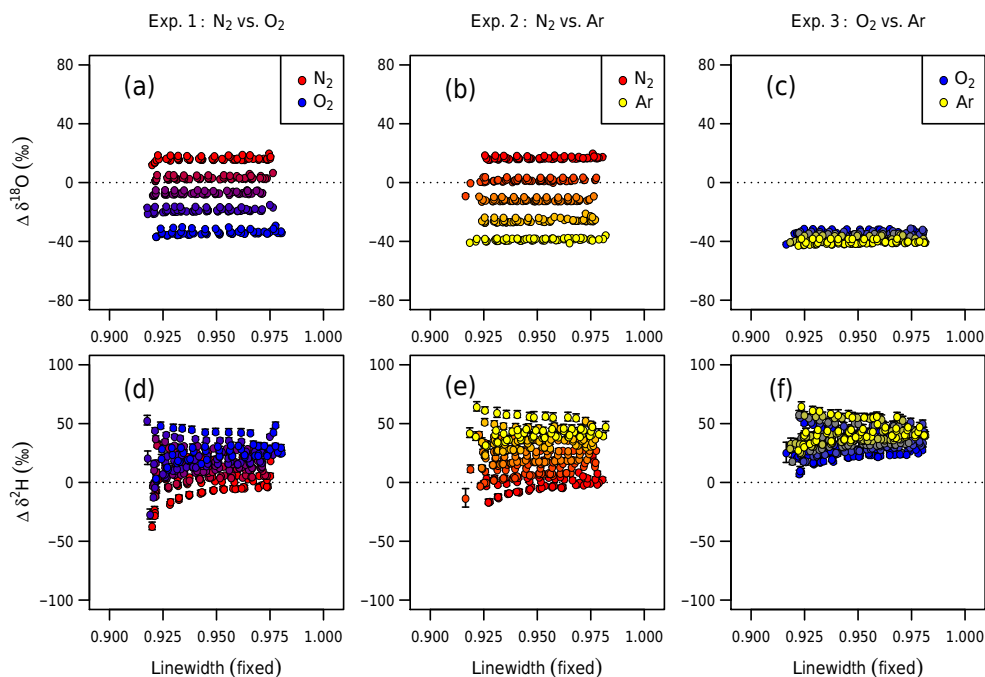 Exp. 1: N₂ vs. O₂
Exp. 2: N₂ vs. Ar
Exp. 3: O₂ vs. Ar
Δ δ¹⁸O (‰)
80
40
0
−40
−80
(a)
N₂
O₂
0.900 0.925 0.950 0.975 1.000
80
40
0
−40
−80
(b)
N₂
Ar
0.900 0.925 0.950 0.975 1.000
80
40
0
−40
−80
(c)
O₂
Ar
0.900 0.925 0.950 0.975 1.000
Δ δ²H (‰)
100
50
0
−50
−100
(d)
0.900 0.925 0.950 0.975 1.000
Linewidth (fixed)
100
50
0
−50
−100
(e)
0.900 0.925 0.950 0.975 1.000
Linewidth (fixed)
100
50
0
−50
−100
(f)
0.900 0.925 0.950 0.975 1.000
Linewidth (fixed)